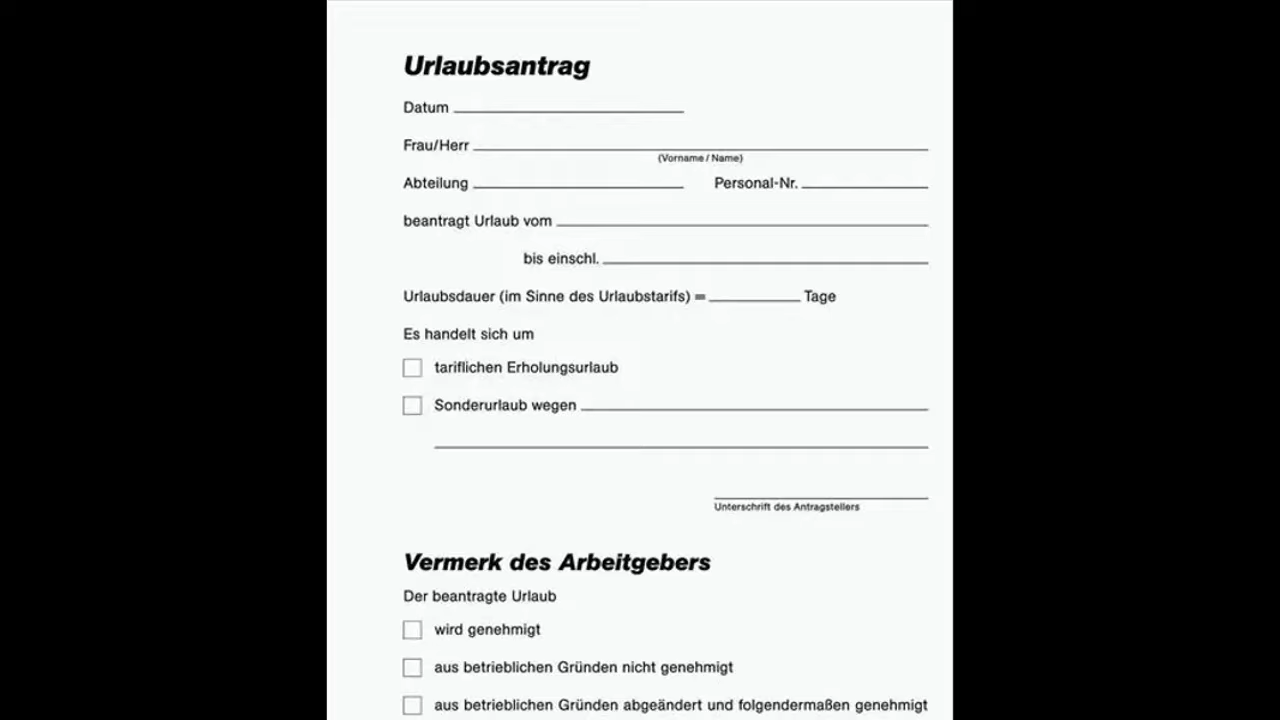 Urlaubsantrag
Datum
Frau/Herr
(Vorname / Name)
Abteilung Personal-Nr.
beantragt Urlaub vom
bis einschl.
Urlaubsdauer (im Sinne des Urlaubstarifs) = Tage
Es handelt sich um
tariflichen Erholungsurlaub
Sonderurlaub wegen
Unterschrift des Antragstellers
Vermerk des Arbeitgebers
Der beantragte Urlaub
wird genehmigt
aus betrieblichen Gründen nicht genehmigt
aus betrieblichen Gründen abgeändert und folgendermaßen genehmigt